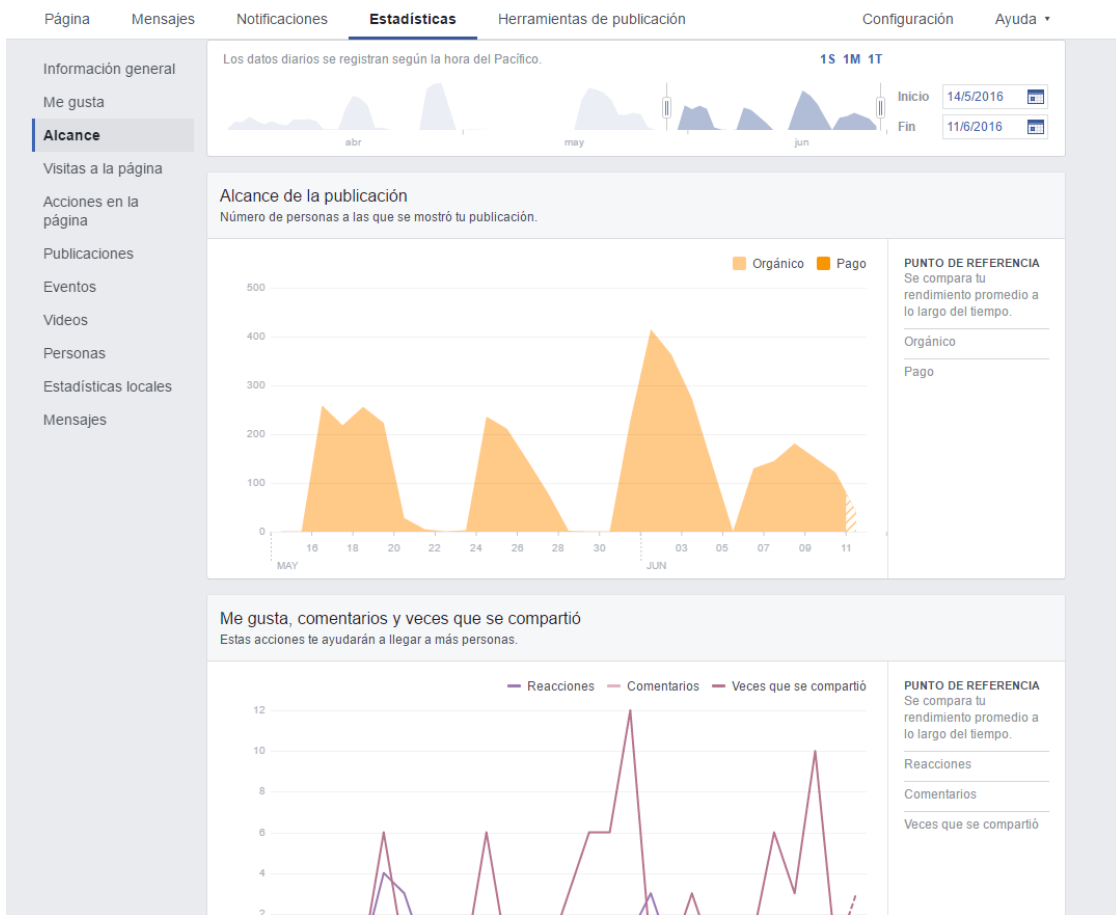 Página Mensajes Notificaciones Estadísticas Herramientas de publicación Configuración Ayuda
Información general
Me gusta
Alcance
Visitas a la página
Acciones en la
página
Publicaciones
Eventos
Videos
Personas
Estadísticas locales
Mensajes
Los datos diarios se registran según la hora del Pacífico.
1S 1M 1T
Inicio 14/5/2016
Fin 11/6/2016
abr may jun
Alcance de la publicación
Número de personas a las que se mostró tu publicación.
Orgánico Pago
500
400
300
200
100
0
16 18 20 22 24 26 28 30 03 05 07 09 11
MAY JUN
PUNTO DE REFERENCIA
Se compara tu
rendimiento promedio a
lo largo del tiempo.
Orgánico
Pago
Me gusta, comentarios y veces que se compartió
Estas acciones te ayudarán a llegar a más personas.
Reacciones Comentarios Veces que se compartió
12
10
8
6
4
2
PUNTO DE REFERENCIA
Se compara tu
rendimiento promedio a
lo largo del tiempo.
Reacciones
Comentarios
Veces que se compartió